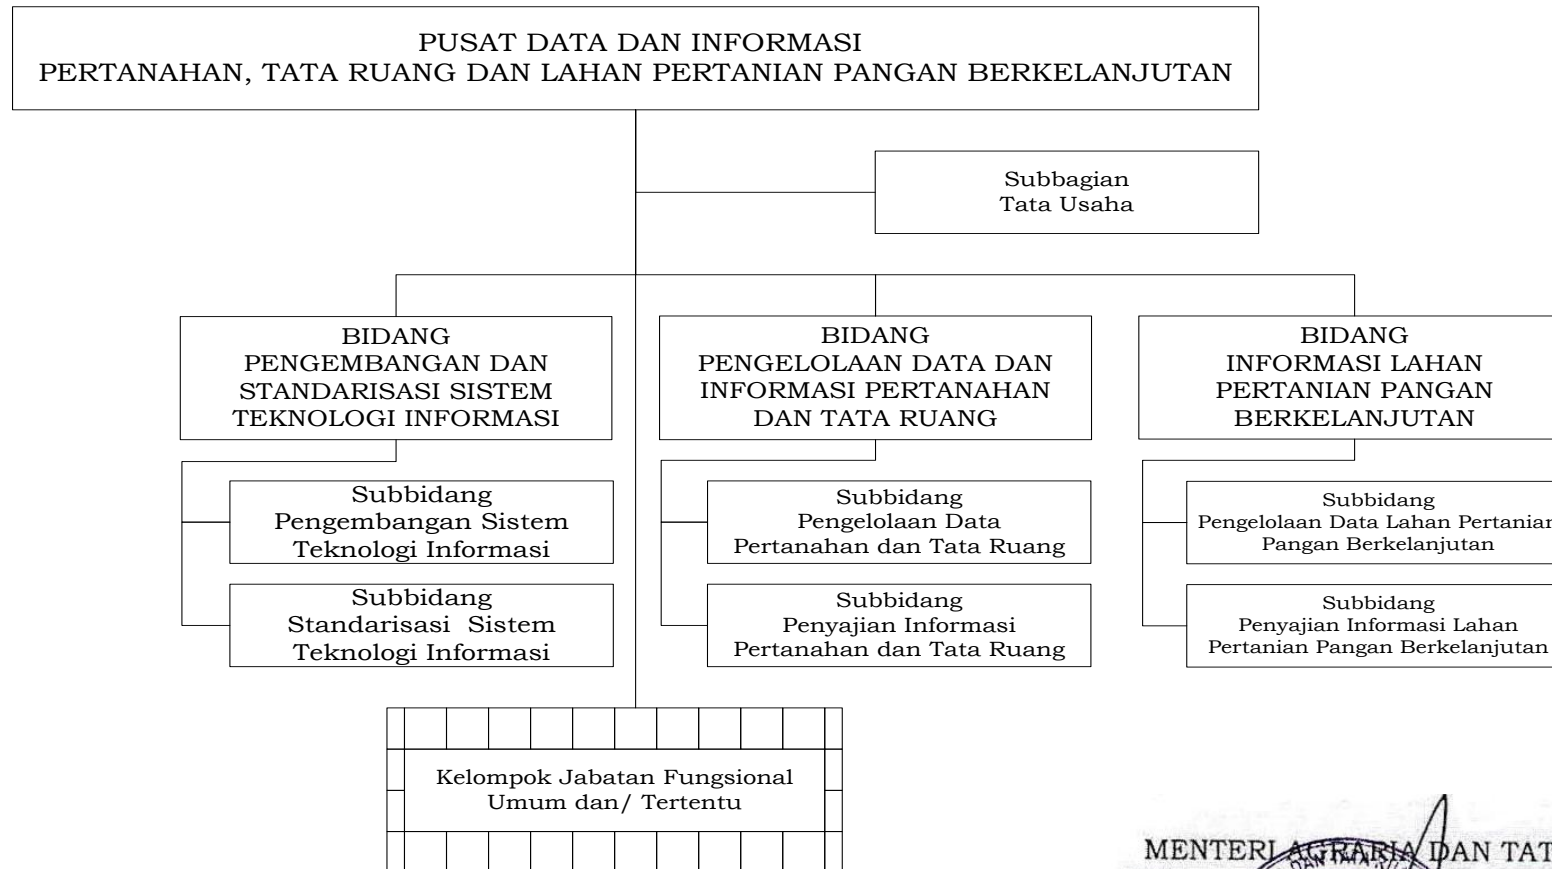 PUSAT DATA DAN INFORMASI
PERTANAHAN, TATA RUANG DAN LAHAN PERTANIAN PANGAN BERKELANJUTAN
Subbagian
Tata Usaha
BIDANG
PENGEMBANGAN DAN
STANDARISASI SISTEM
TEKNOLOGI INFORMASI
Subbidang
Pengembangan Sistem
Teknologi Informasi
Subbidang
Standarisasi Sistem
Teknologi Informasi
BIDANG
PENGELOLAAN DATA DAN
INFORMASI PERTANAHAN
DAN TATA RUANG
Subbidang
Pengelolaan Data
Pertanahan dan Tata Ruang
Subbidang
Penyajian Informasi
Pertanahan dan Tata Ruang
BIDANG
INFORMASI LAHAN
PERTANIAN PANGAN
BERKELANJUTAN
Subbidang
Pengelolaan Data Lahan Pertanian
Pangan Berkelanjutan
Subbidang
Penyajian Informasi Lahan
Pertanian Pangan Berkelanjutan
Kelompok Jabatan Fungsional
Umum dan/ Tertentu
MENTERI AGRARIA DAN TAT